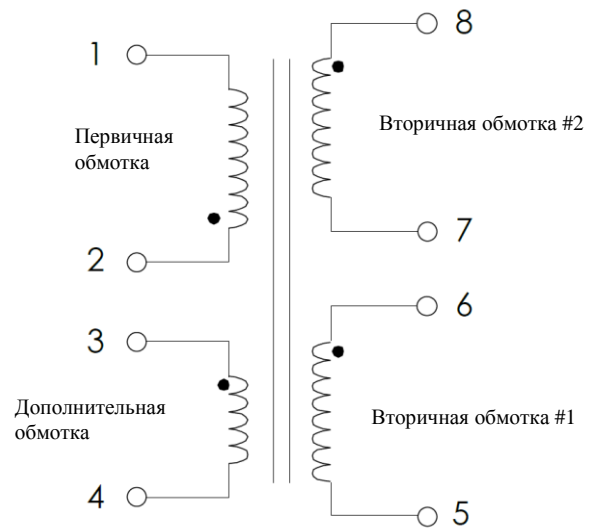 1
8
Первичная
обмотка
Вторичная обмотка #2
2
7
3
6
Дополнительная
обмотка
Вторичная обмотка #1
4
5